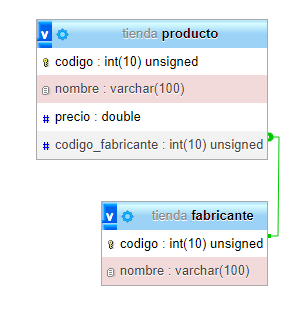 v tienda producto
codigo : int(10) unsigned
nombre : varchar(100)
# precio : double
# codigo_fabricante : int(10) unsigned
v tienda fabricante
codigo : int(10) unsigned
nombre : varchar(100)